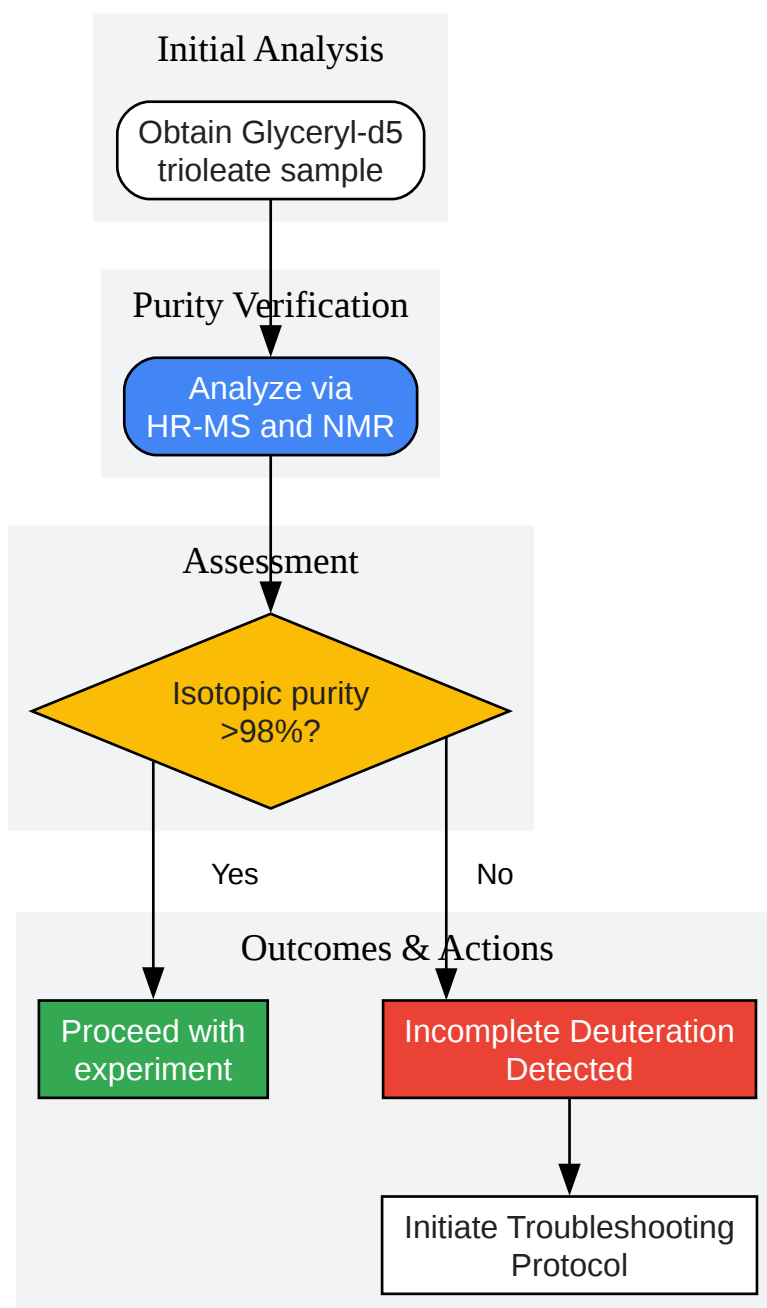 Initial Analysis
Obtain Glyceryl-d5
trioleate sample
Purity Verification
Analyze via
HR-MS and NMR
Assessment
Isotopic purity
>98%?
Yes
No
Outcomes & Actions
Proceed with
experiment
Incomplete Deuteration
Detected
Initiate Troubleshooting
Protocol